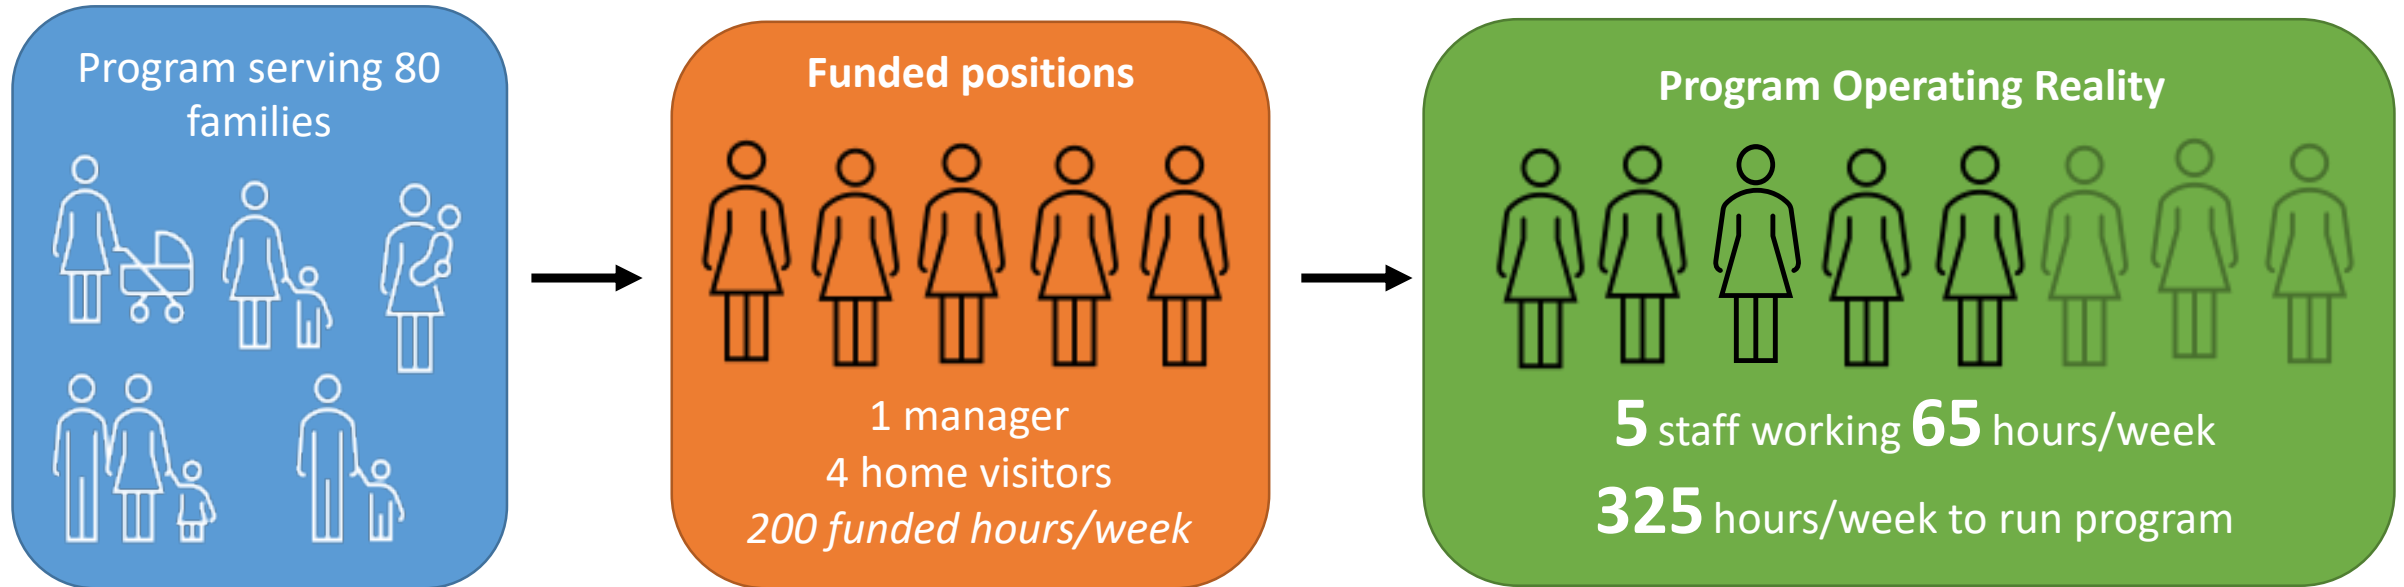 Program serving 80
families
Funded positions
1 manager
4 home visitors
200 funded hours/week
Program Operating Reality
5 staff working 65 hours/week
325 hours/week to run program